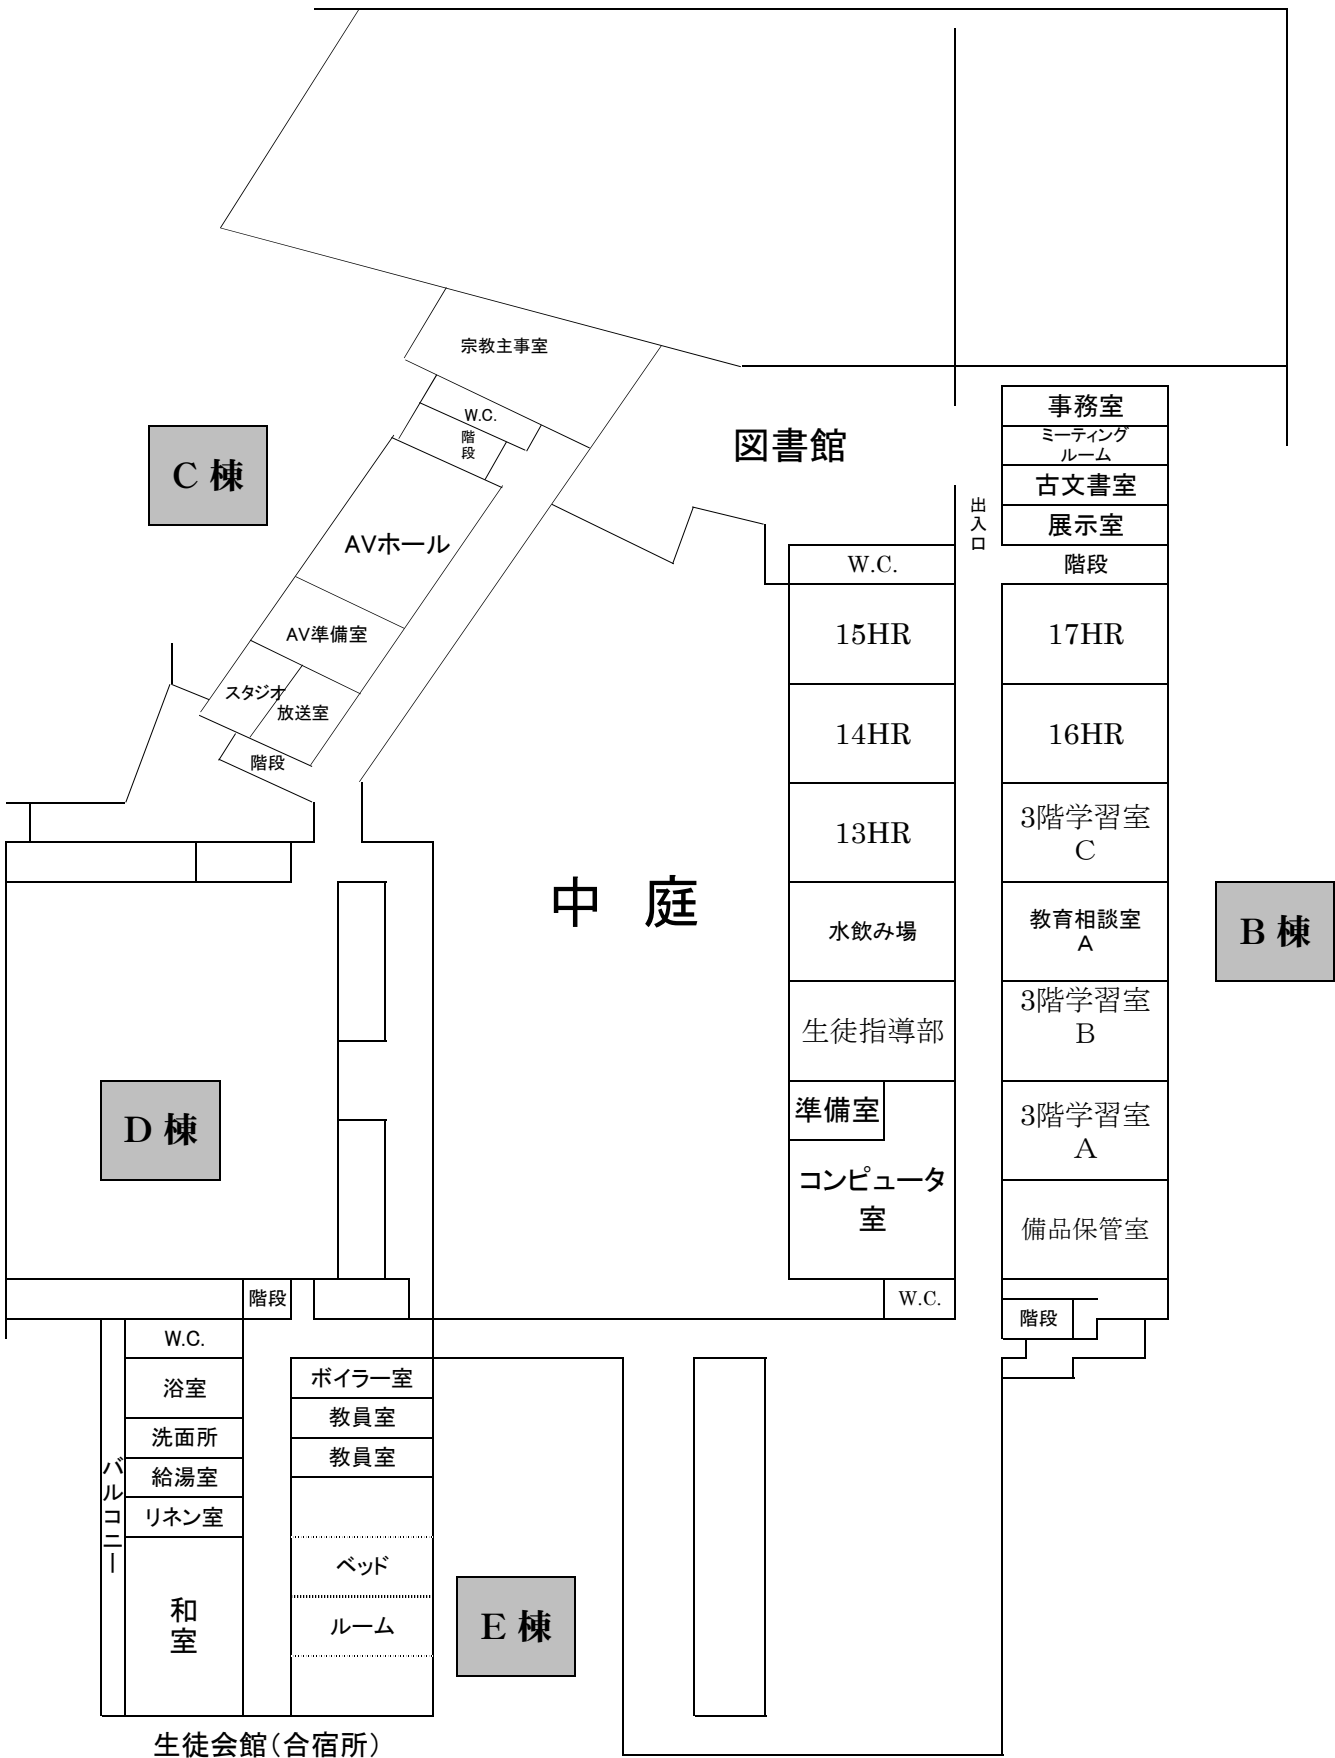 宗教主事室
W.C.
階
段
C 棟
AVホール
AV準備室
スタジオ
放送室
階段
図書館
出
入
口
事務室
ミーティング
ルーム
古文書室
展示室
W.C.
階段
15HR
17HR
14HR
16HR
13HR
3階学習室
C
中 庭
水飲み場
教育相談室
A
B 棟
生徒指導部
3階学習室
B
準備室
コンピュータ
室
3階学習室
A
備品保管室
W.C.
階段
D 棟
階段
W.C.
浴室
洗面所
給湯室
リネン室
和
室
バ
ル
コ
ニ
ー
ボイラー室
教員室
教員室
ベッド
ルーム
E 棟
生徒会館(合宿所)